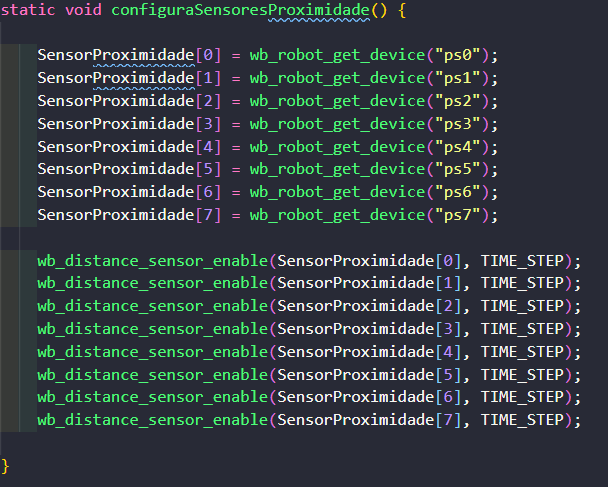 static void configuraSensoresProximidade() {
SensorProximidade[0] = wb_robot_get_device("ps0");
SensorProximidade[1] = wb_robot_get_device("ps1");
SensorProximidade[2] = wb_robot_get_device("ps2");
SensorProximidade[3] = wb_robot_get_device("ps3");
SensorProximidade[4] = wb_robot_get_device("ps4");
SensorProximidade[5] = wb_robot_get_device("ps5");
SensorProximidade[6] = wb_robot_get_device("ps6");
SensorProximidade[7] = wb_robot_get_device("ps7");
wb_distance_sensor_enable(SensorProximidade[0], TIME_STEP);
wb_distance_sensor_enable(SensorProximidade[1], TIME_STEP);
wb_distance_sensor_enable(SensorProximidade[2], TIME_STEP);
wb_distance_sensor_enable(SensorProximidade[3], TIME_STEP);
wb_distance_sensor_enable(SensorProximidade[4], TIME_STEP);
wb_distance_sensor_enable(SensorProximidade[5], TIME_STEP);
wb_distance_sensor_enable(SensorProximidade[6], TIME_STEP);
wb_distance_sensor_enable(SensorProximidade[7], TIME_STEP);
}